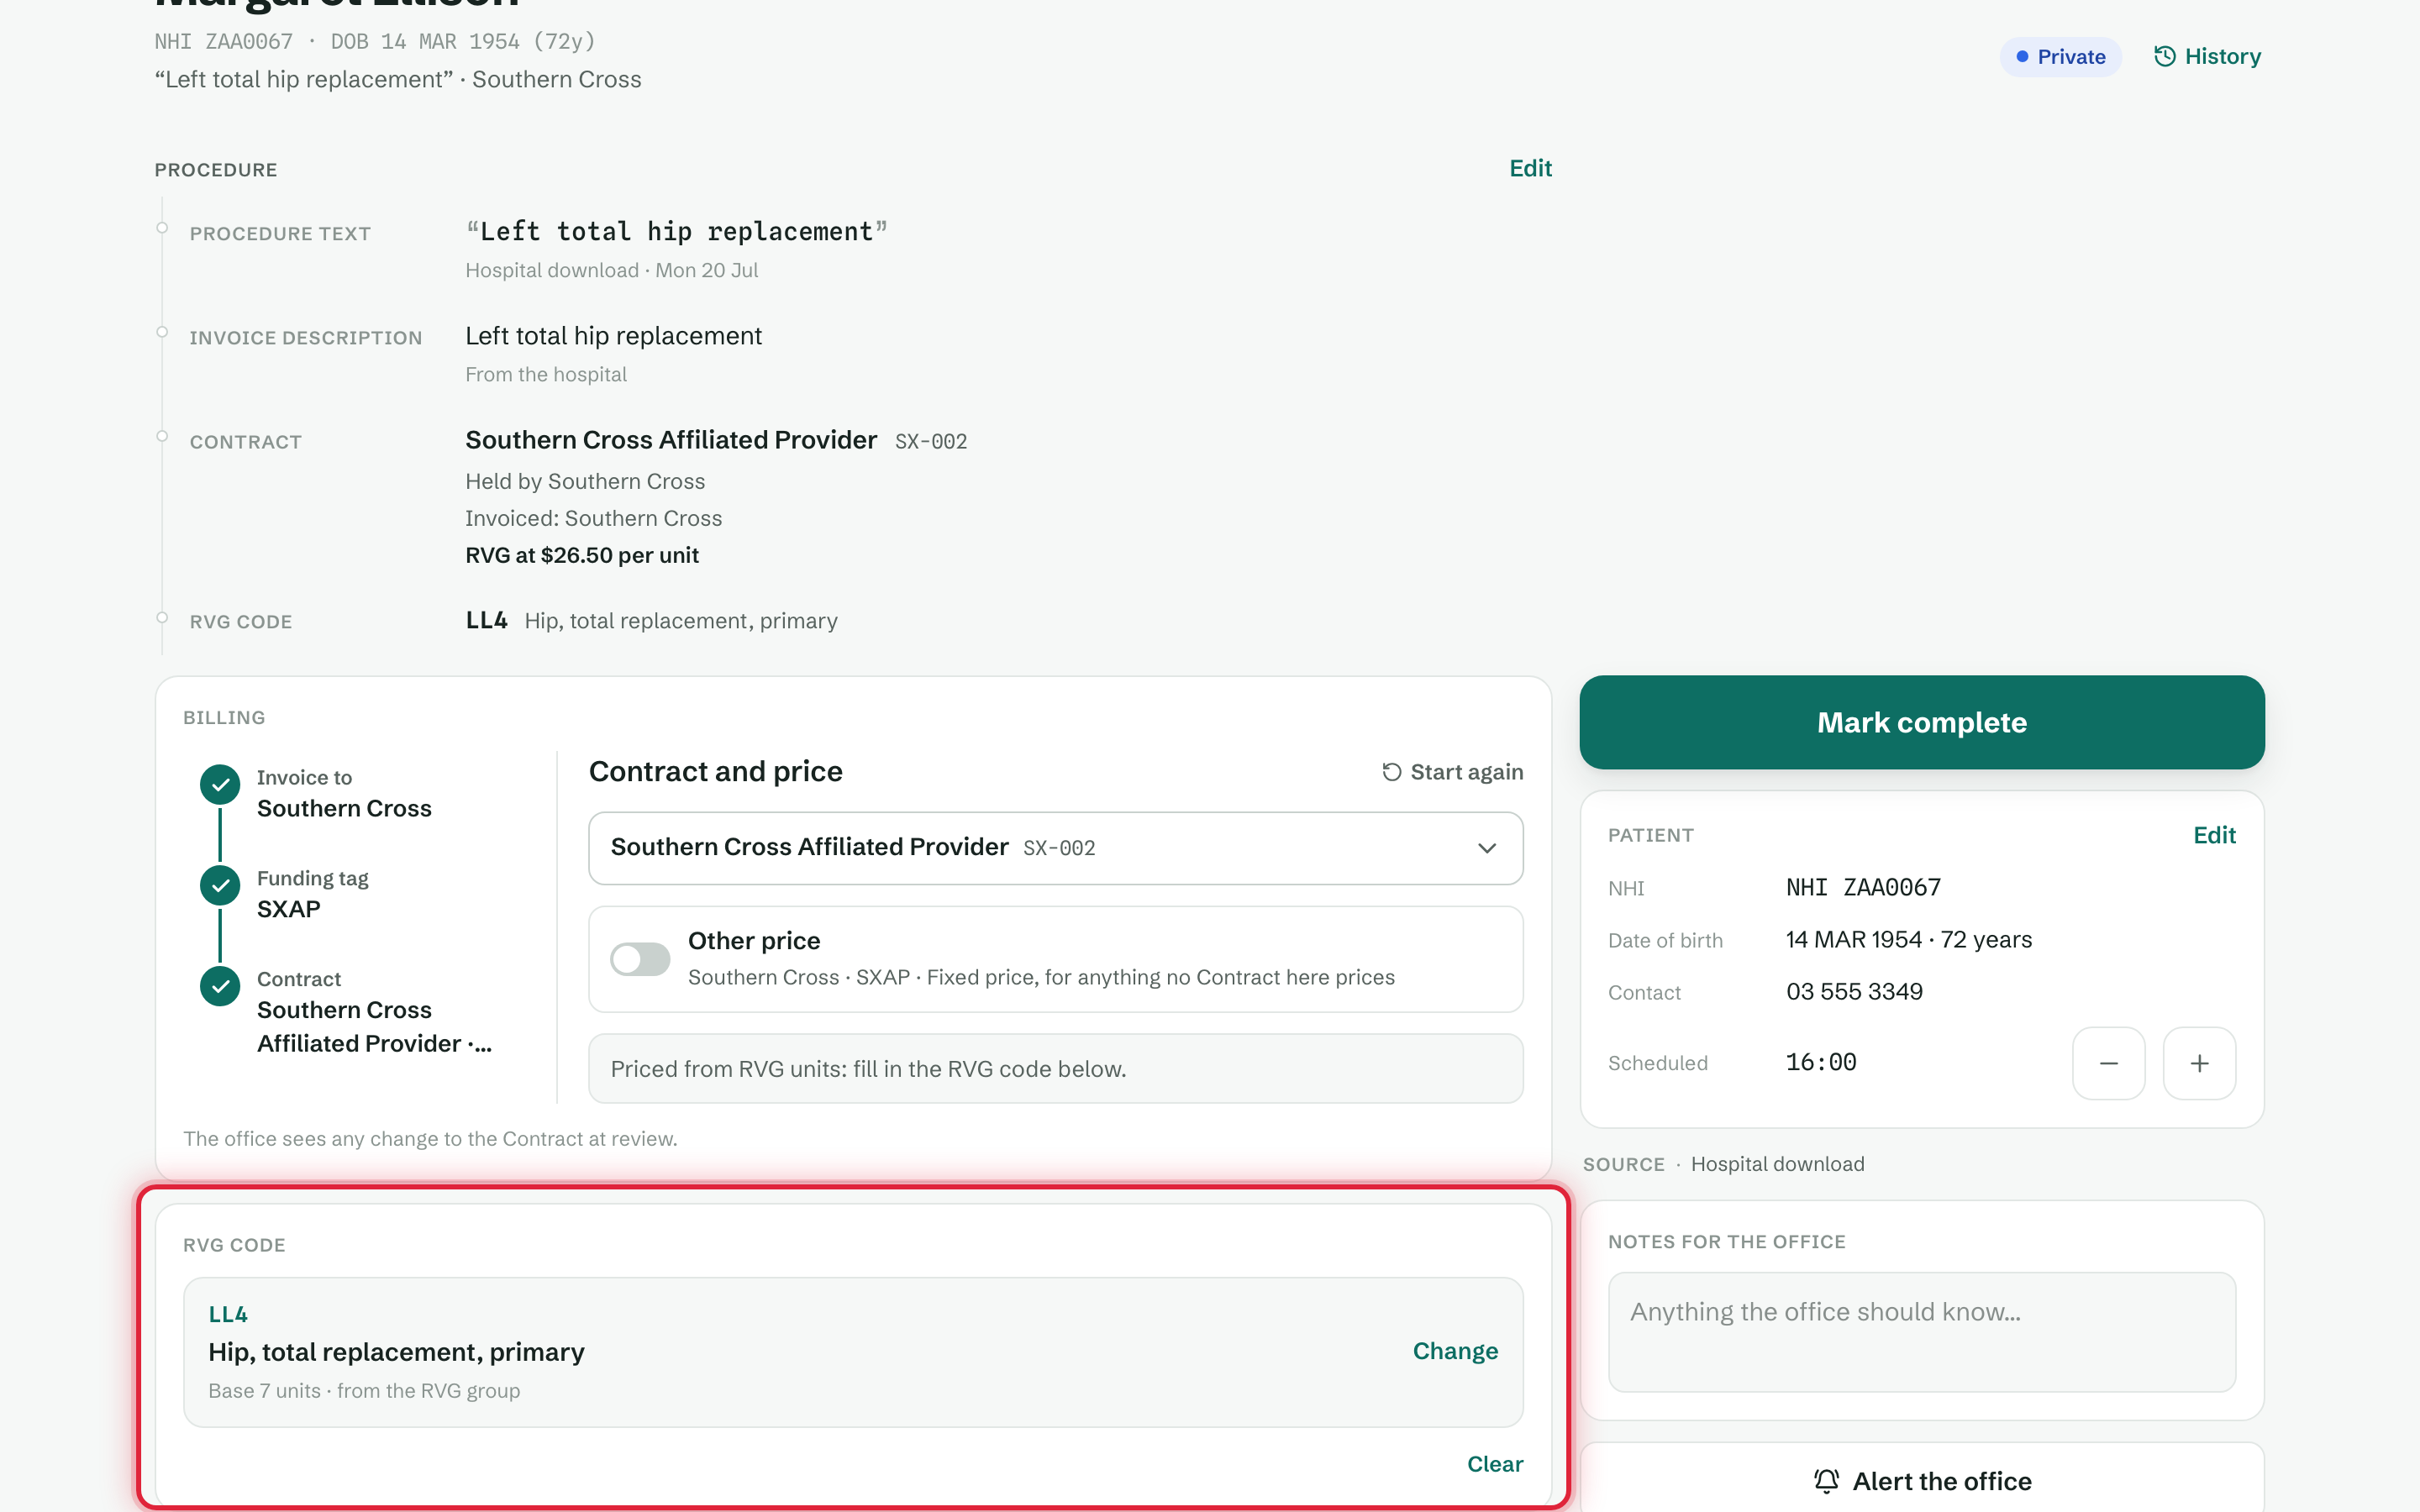 Margaret Ellison
NHI ZAA0067 · DOB 14 MAR 1954 (72y)
“Left total hip replacement” · Southern Cross
Private
History
PROCEDURE
Edit
PROCEDURE TEXT
“Left total hip replacement”
Hospital download · Mon 20 Jul
INVOICE DESCRIPTION
Left total hip replacement
From the hospital
CONTRACT
Southern Cross Affiliated Provider SX-002
Held by Southern Cross
Invoiced: Southern Cross
RVG at $26.50 per unit
RVG CODE
LL4 Hip, total replacement, primary
BILLING
Invoice to
Southern Cross
Funding tag
SXAP
Contract
Southern Cross
Affiliated Provider ·…
Contract and price
Start again
Southern Cross Affiliated Provider SX-002
Other price
Southern Cross · SXAP · Fixed price, for anything no Contract here prices
Priced from RVG units: fill in the RVG code below.
The office sees any change to the Contract at review.
RVG CODE
LL4
Hip, total replacement, primary
Base 7 units · from the RVG group
Change
Clear
Mark complete
PATIENT
Edit
NHI
NHI ZAA0067
Date of birth
14 MAR 1954 · 72 years
Contact
03 555 3349
Scheduled
16:00
SOURCE · Hospital download
NOTES FOR THE OFFICE
Anything the office should know…
Alert the office